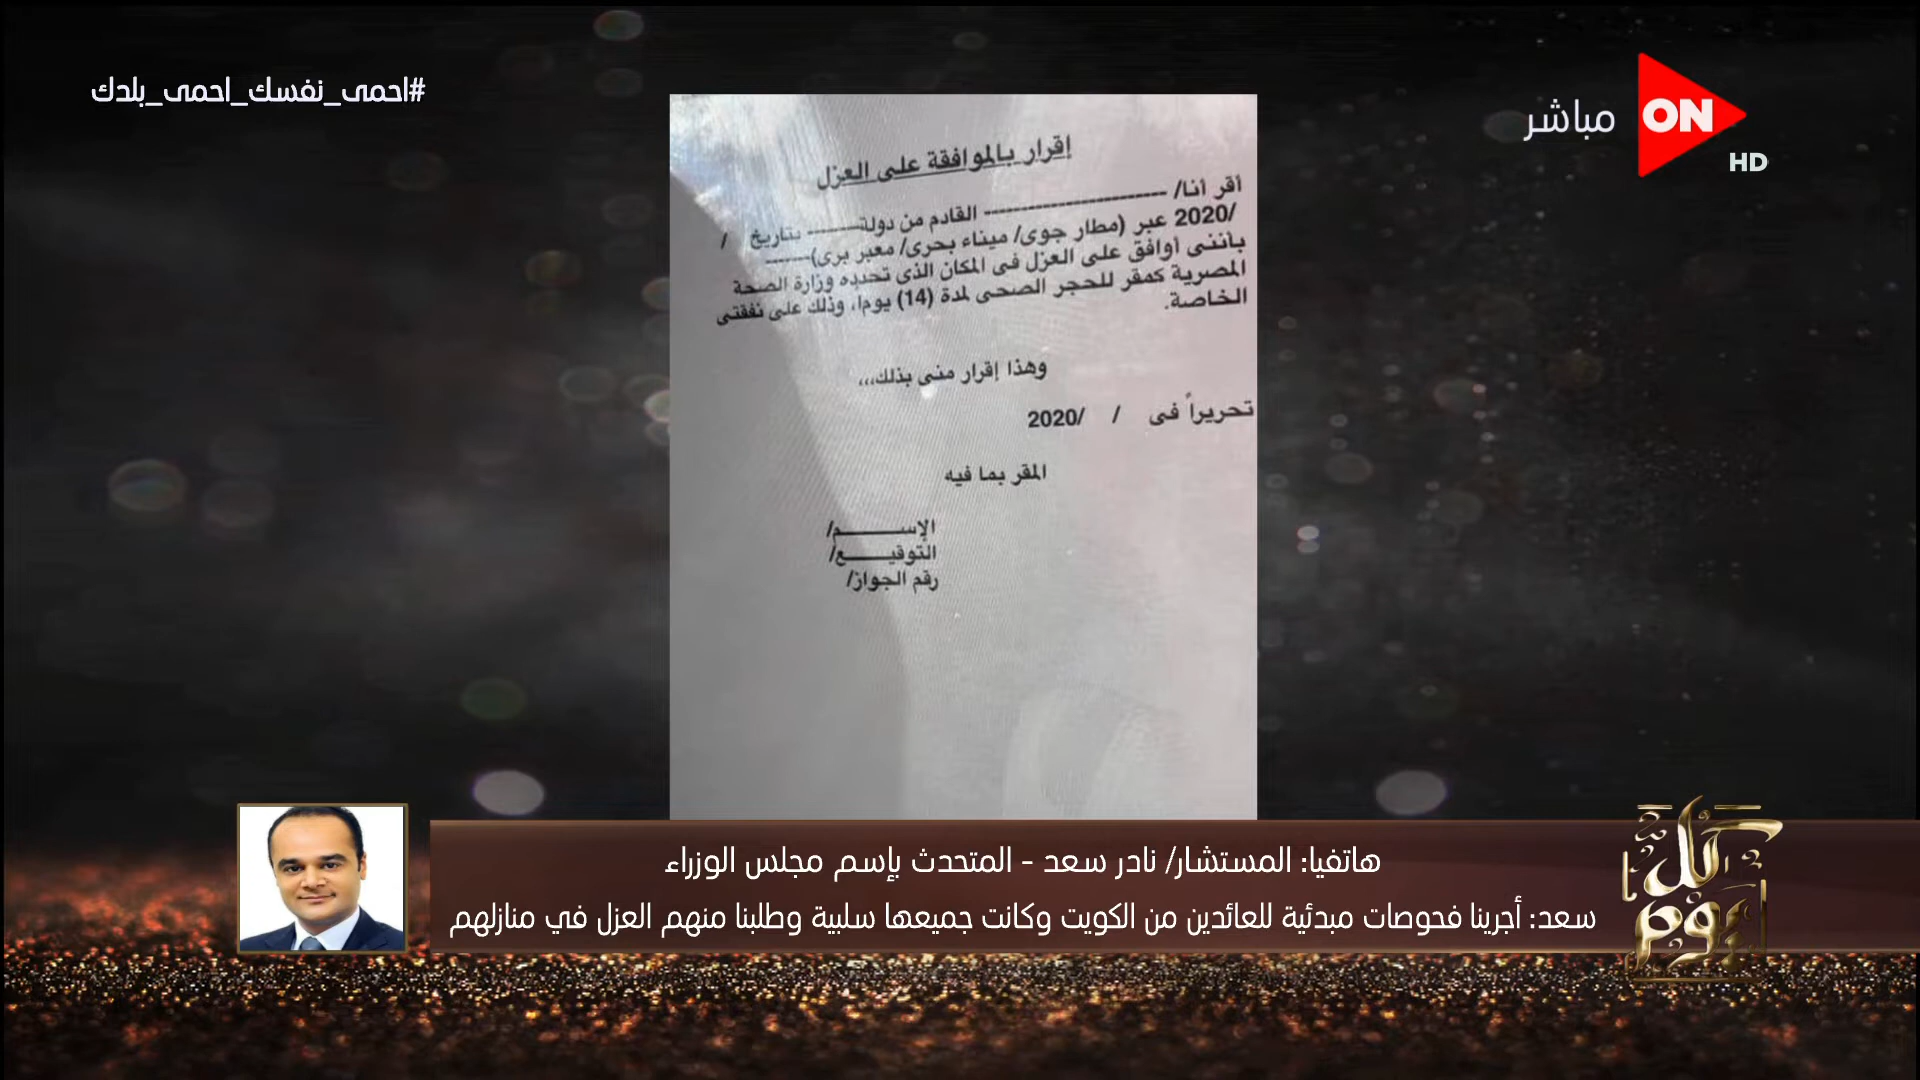 #احمى_نفسك_احمى_بلدك
مباشر ON
HD
إقرار بالموافقة على العزل
أقر أنا/ ---------------------- القادم من دولة-------- بتاريخ /
/2020 عبر (مطار جوى/ ميناء بحرى/ معبر برى)------
بأننى أوافق على العزل فى المكان الذى تحدده وزارة الصحة
المصرية كمقر للحجر الصحى لمدة (14) يوماً، وذلك على نفقتى
الخاصة.
وهذا إقرار منى بذلك،،،
تحريراً فى / /2020
المقر بما فيه
الإســـــــم/
التوقيـــــع/
رقم الجواز/
هاتفيا: المستشار/ نادر سعد - المتحدث بإسم مجلس الوزراء
سعد: أجرينا فحوصات مبدئية للعائدين من الكويت وكانت جميعها سلبية وطلبنا منهم العزل في منازلهم
كل يوم